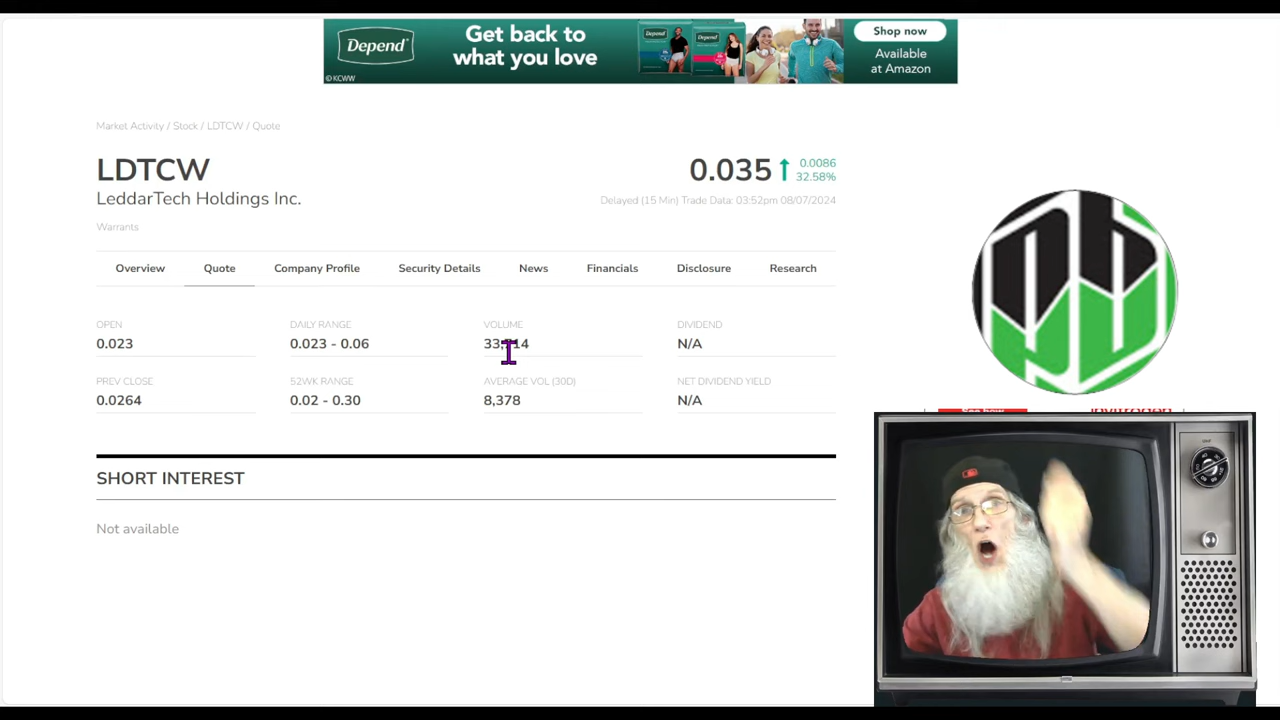 Depend
Get back to
what you love
Shop now
Available
at Amazon
© KCWW
Depend
Depend
Market Activity / Stock / LDTCW / Quote
LDTCW
0.035
0.0086
32.58%
LeddarTech Holdings Inc.
Delayed (15 Min) Trade Data: 03:52pm 08/07/2024
Warrants
Overview
Quote
Company Profile
Security Details
News
Financials
Disclosure
Research
OPEN
DAILY RANGE
VOLUME
DIVIDEND
0.023
0.023 - 0.06
N/A
PREV CLOSE
52WK RANGE
AVERAGE VOL (30D)
NET DIVIDEND YIELD
0.0264
0.02 - 0.30
8,378
N/A
SHORT INTEREST
Not available